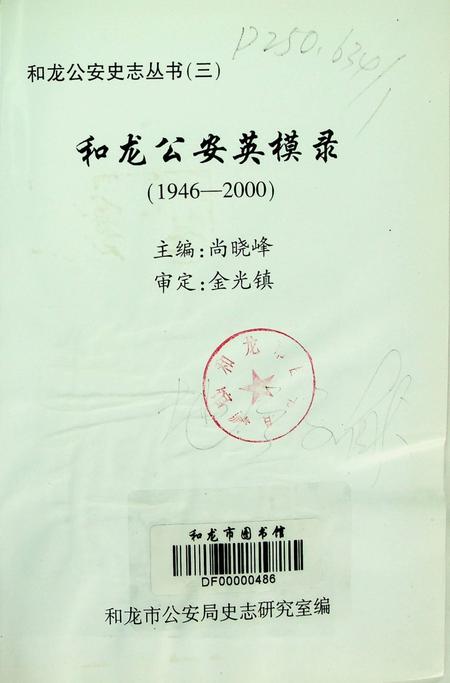 D250.634/1
和龙公安史志丛书(三)
和龙公安英模录
(1946—2000)
主编:尚晓峰
审定:金光镇
和龙市图书馆
DF00000486
和龙市公安局史志研究室编